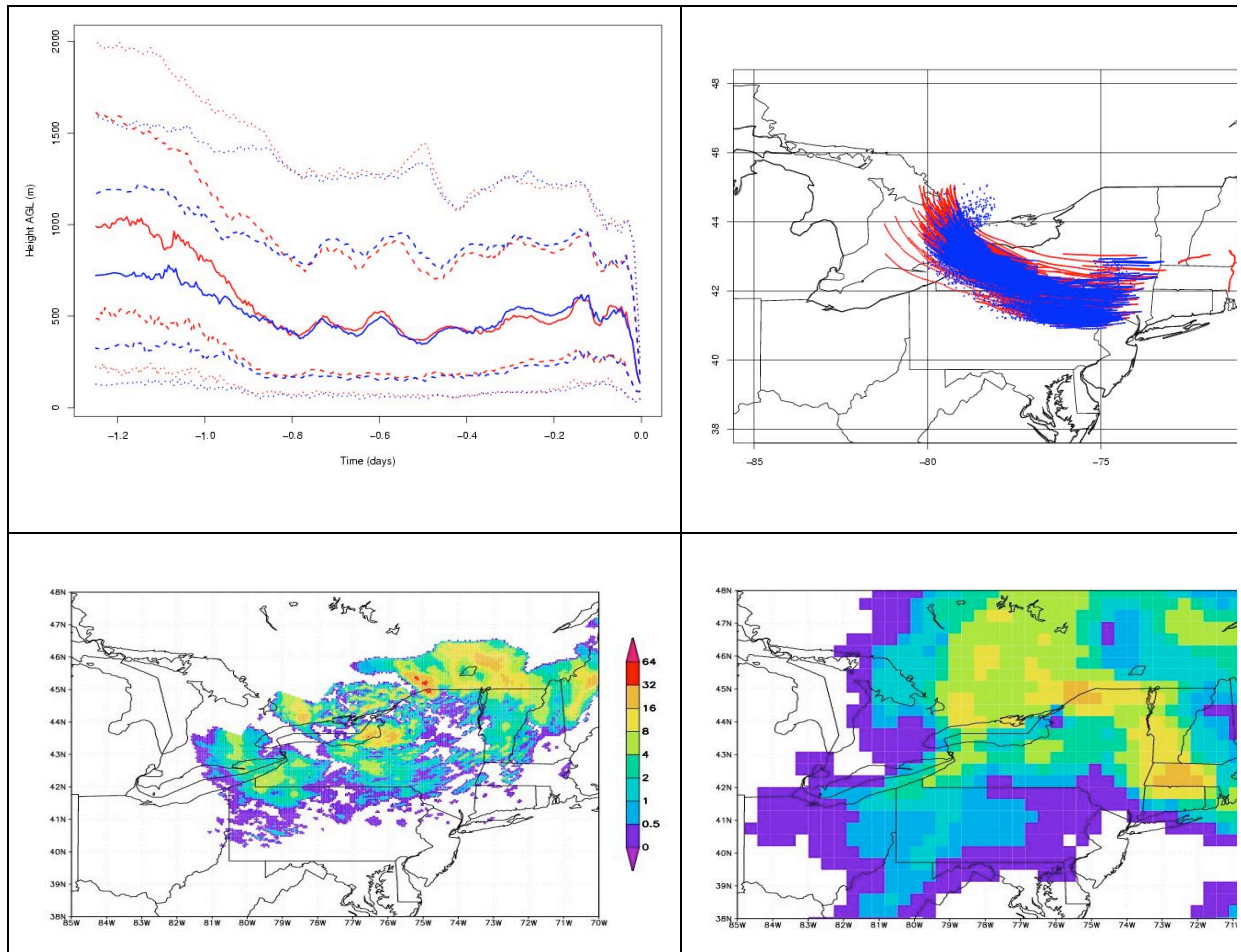 2000
1500
1000
500
0
Height AGL (m)
−1.2
−1.0
−0.8
−0.6
−0.4
−0.2
0.0
Time (days)
48
46
44
42
40
38
−85
−80
−75
48N
47N
46N
45N
44N
43N
42N
41N
40N
39N
38N
85W
84W
83W
82W
81W
80W
79W
78W
77W
76W
75W
74W
73W
72W
71W
70W
64
32
16
8
4
2
1
0.5
0
48N
47N
46N
45N
44N
43N
42N
41N
40N
39N
38N
85W
84W
83W
82W
81W
80W
79W
78W
77W
76W
75W
74W
73W
72W
71W